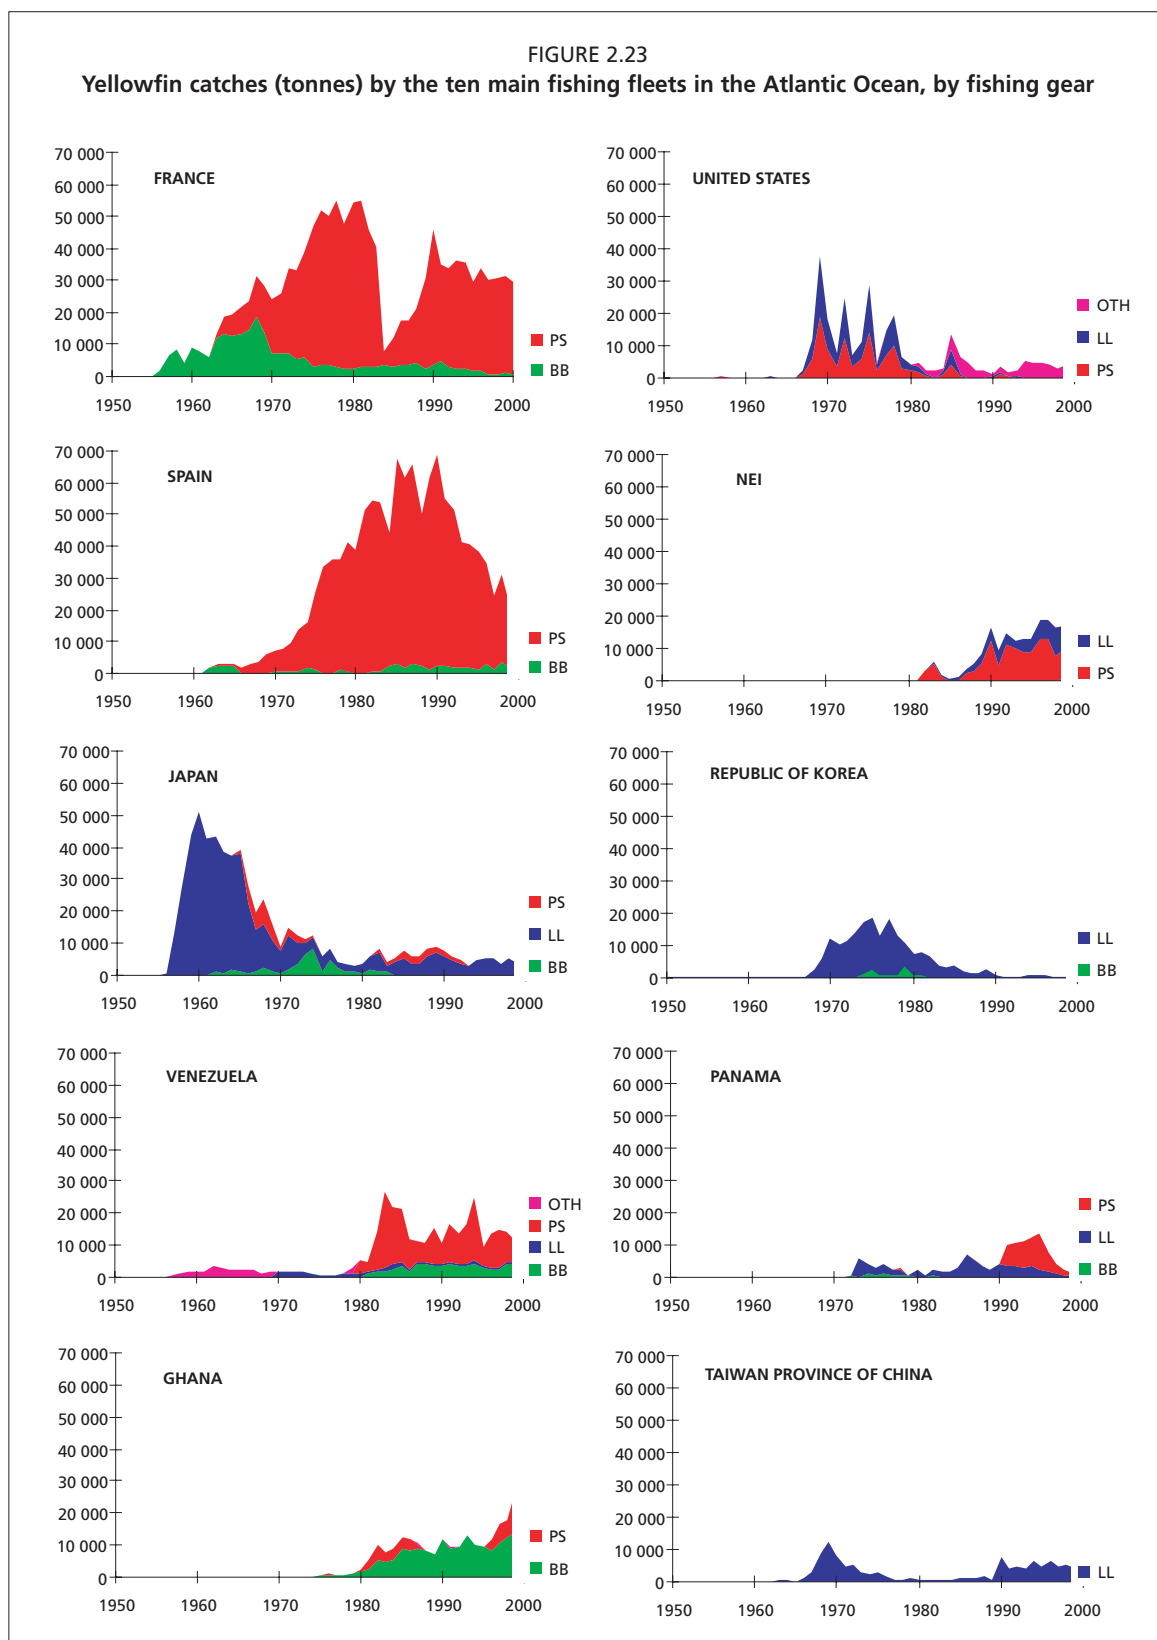 FIGURE 2.23
Yellowfin catches (tonnes) by the ten main fishing fleets in the Atlantic Ocean, by fishing gear
FRANCE
70 000
60 000
50 000
40 000
30 000
20 000
10 000
0
1950 1960 1970 1980 1990 2000
PS
BB
UNITED STATES
70 000
60 000
50 000
40 000
30 000
20 000
10 000
0
1950 1960 1970 1980 1990 2000
OTH
LL
PS
SPAIN
70 000
60 000
50 000
40 000
30 000
20 000
10 000
0
1950 1960 1970 1980 1990 2000
PS
BB
NEI
70 000
60 000
50 000
40 000
30 000
20 000
10 000
0
1950 1960 1970 1980 1990 2000
LL
PS
JAPAN
70 000
60 000
50 000
40 000
30 000
20 000
10 000
0
1950 1960 1970 1980 1990 2000
PS
LL
BB
REPUBLIC OF KOREA
70 000
60 000
50 000
40 000
30 000
20 000
10 000
0
1950 1960 1970 1980 1990 2000
LL
BB
VENEZUELA
70 000
60 000
50 000
40 000
30 000
20 000
10 000
0
1950 1960 1970 1980 1990 2000
OTH
PS
LL
BB
PANAMA
70 000
60 000
50 000
40 000
30 000
20 000
10 000
0
1950 1960 1970 1980 1990 2000
PS
LL
BB
GHANA
70 000
60 000
50 000
40 000
30 000
20 000
10 000
0
1950 1960 1970 1980 1990 2000
PS
BB
TAIWAN PROVINCE OF CHINA
70 000
60 000
50 000
40 000
30 000
20 000
10 000
0
1950 1960 1970 1980 1990 2000
LL